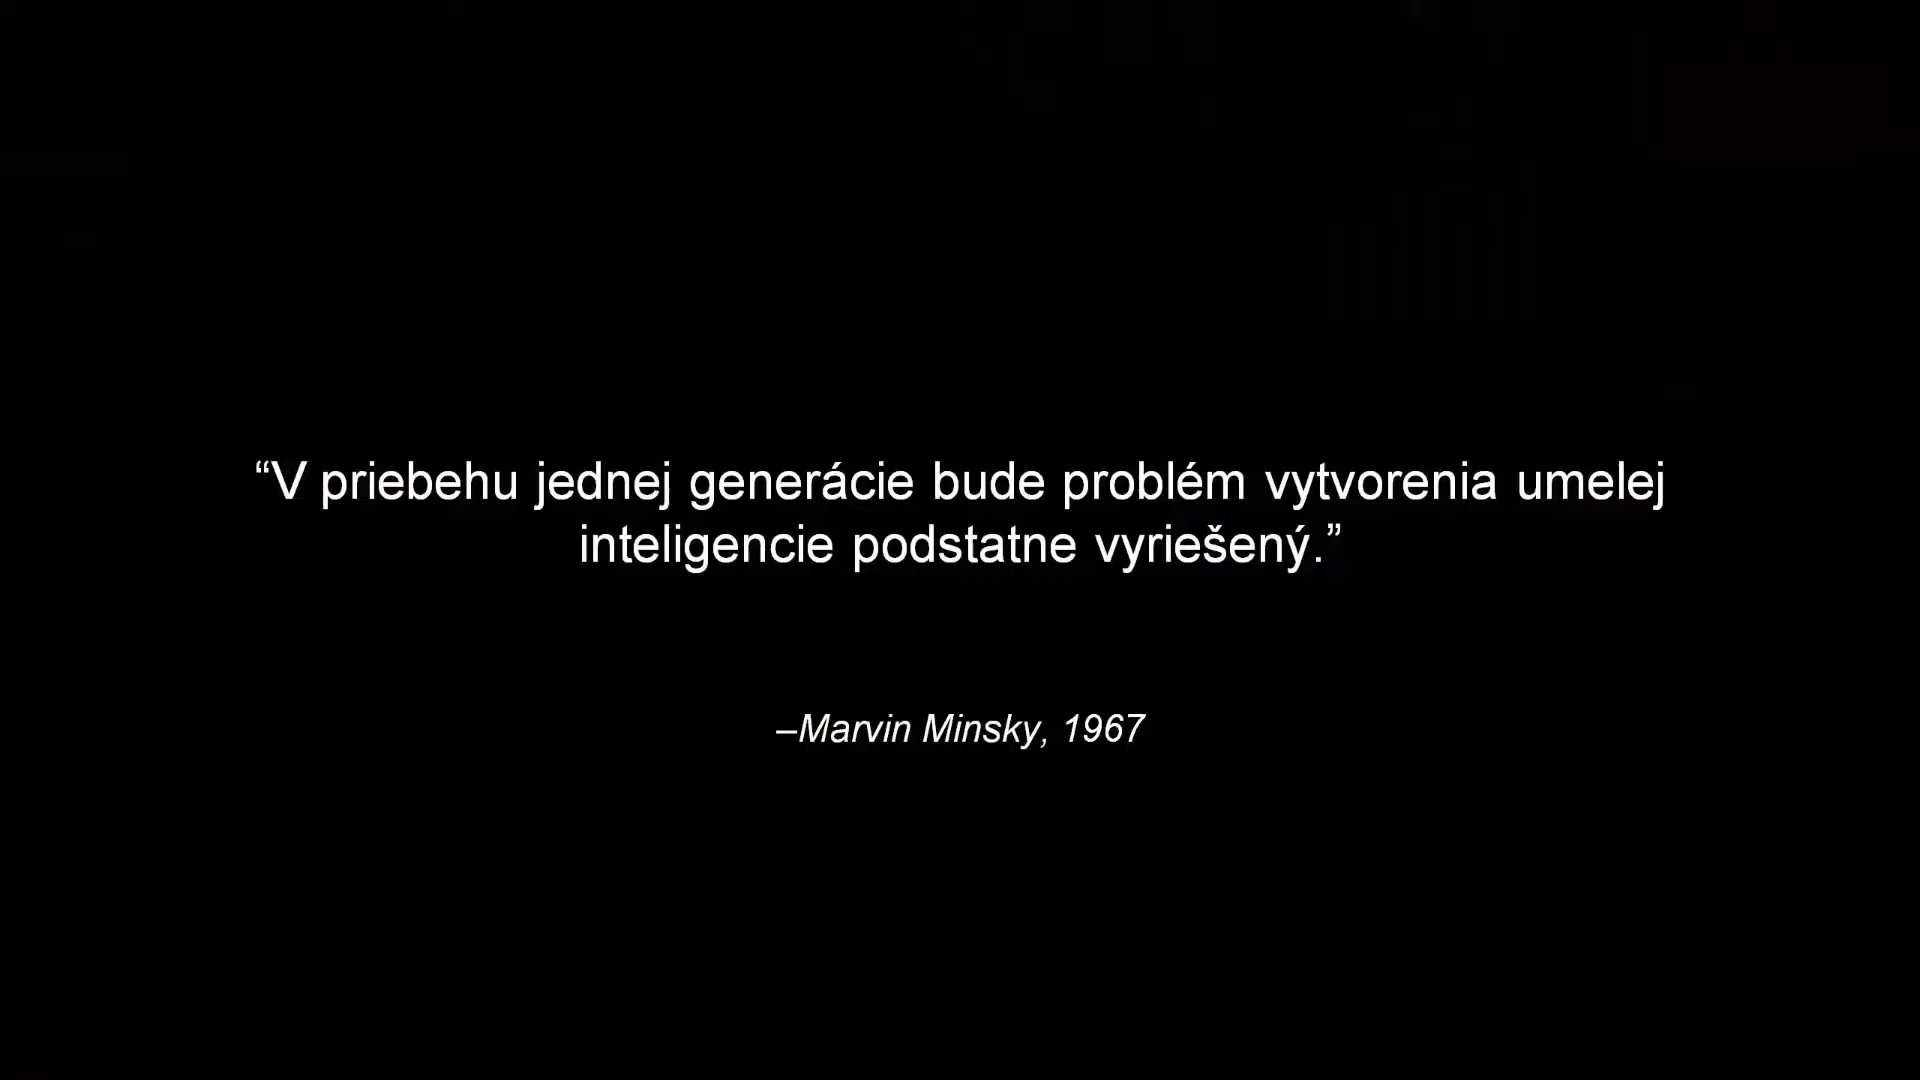 “V priebehu jednej generácie bude problém vytvorenia umelej
inteligencie podstatne vyriešený.”
–Marvin Minsky, 1967